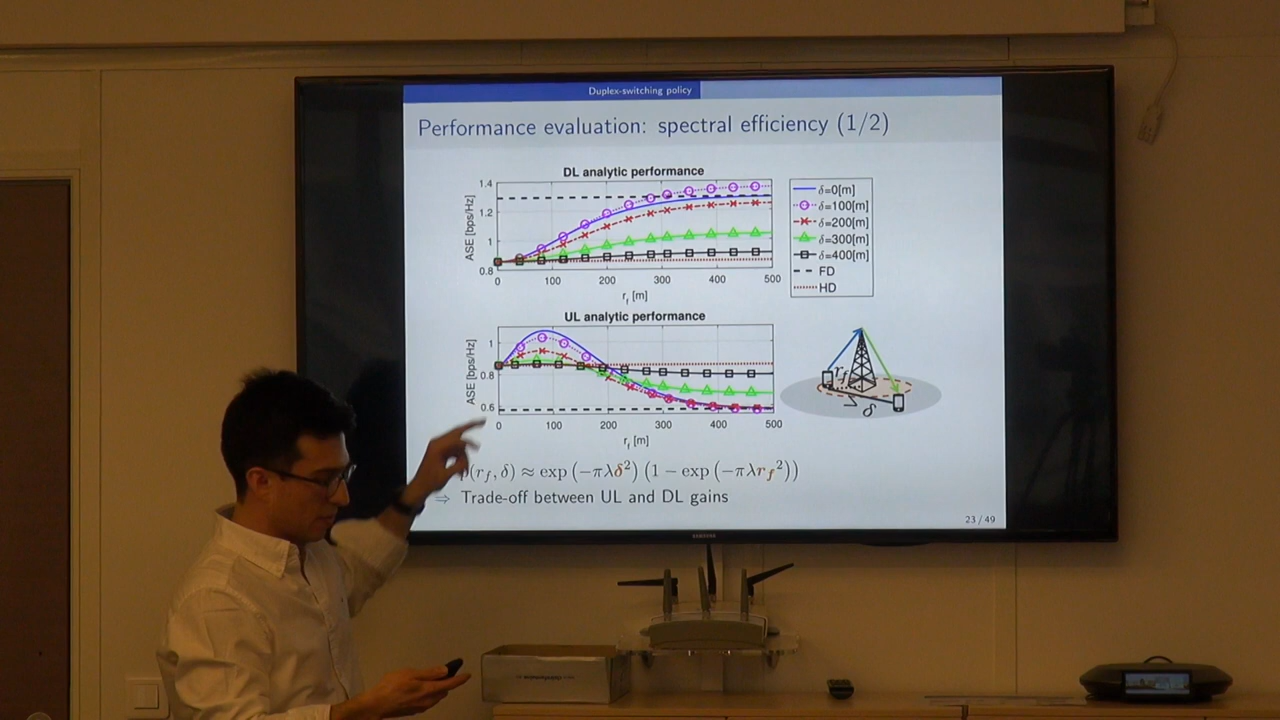 Duplex-switching policy
Performance evaluation: spectral efficiency (1/2)
DL analytic performance
1.4
1.2
1
0.8
ASE [bps/Hz]
0 100 200 300 400 500
r_f [m]
δ=0[m]
δ=100[m]
δ=200[m]
δ=300[m]
δ=400[m]
FD
HD
UL analytic performance
1
0.8
0.6
ASE [bps/Hz]
0 100 200 300 400 500
r_f [m]
r_f
δ
(r_f, δ) ≈ exp (−πλδ²) (1 − exp (−πλr_f²))
⇒ Trade-off between UL and DL gains
23 / 49
SAMSUNG